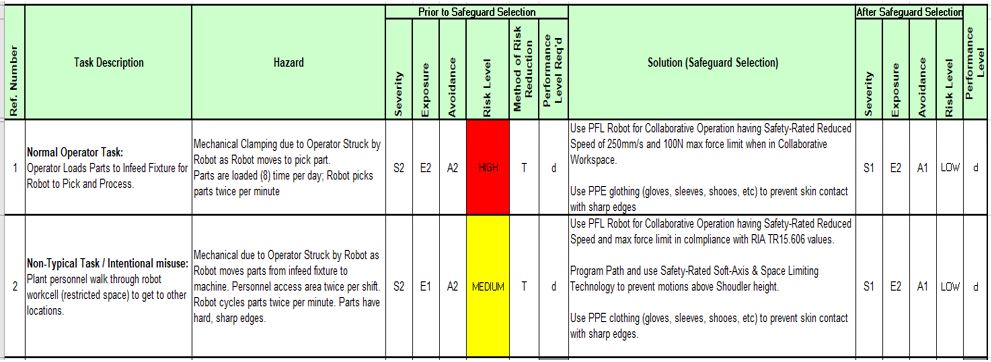 Prior to Safeguard Selection
After Safeguard Selection
Ref. Number
Task Description
Hazard
Severity
Exposure
Avoidance
Risk Level
Method of Risk
Reduction
Performance
Level Req'd
Solution (Safeguard Selection)
Severity
Exposure
Avoidance
Risk Level
Performance
Level
1
Normal Operator Task:
Operator Loads Parts to Infeed Fixture for
Robot to Pick and Process.
Mechanical Clamping due to Operator Struck by
Robot as Robot moves to pick part.
Parts are loaded (8) time per day; Robot picks
parts twice per minute
S2
E2
A2
HIGH
T
d
Use PFL Robot for Collaborative Operation having Safety-Rated Reduced
Speed of 250mm/s and 100N max force limit when in Collaborative
Workspace.
Use PPE glothing (gloves, sleeves, shooes, etc) to prevent skin contact
with sharp edges
S1
E2
A1
LOW
d
2
Non-Typical Task / Intentional misuse:
Plant personnel walk through robot
workcell (restricted space) to get to other
locations.
Mechanical due to Operator Struck by Robot as
Robot moves parts from infeed fixture to
machine. Personnel access area twice per shift.
Robot cycles parts twice per minute. Parts have
hard, sharp edges.
S2
E1
A2
MEDIUM
T
d
Use PFL Robot for Collaborative Operation having Safety-Rated Reduced
Speed and max force limit in colmpliance with RIA TR15.606 values.
Program Path and use Safety-Rated Soft-Axis & Space Limiting
Technology to prevent motions above Shoudler height.
Use PPE clothing (gloves, sleeves, shooes, etc) to prevent skin contact
with sharp edges.
S1
E2
A1
LOW
d